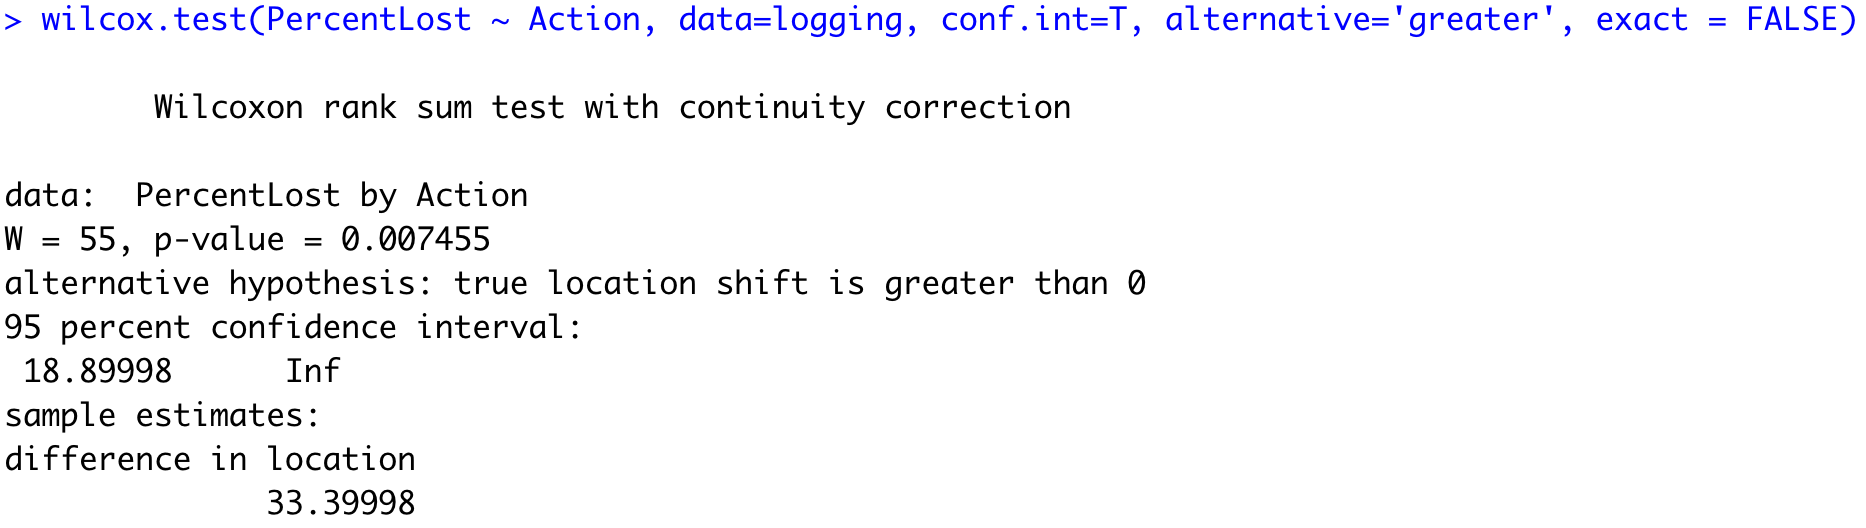 > wilcox.test(PercentLost ~ Action, data=logging, conf.int=T, alternative='greater', exact = FALSE)
Wilcoxon rank sum test with continuity correction
data:  PercentLost by Action
W = 55, p-value = 0.007455
alternative hypothesis: true location shift is greater than 0
95 percent confidence interval:
18.89998      Inf
sample estimates:
difference in location
33.39998